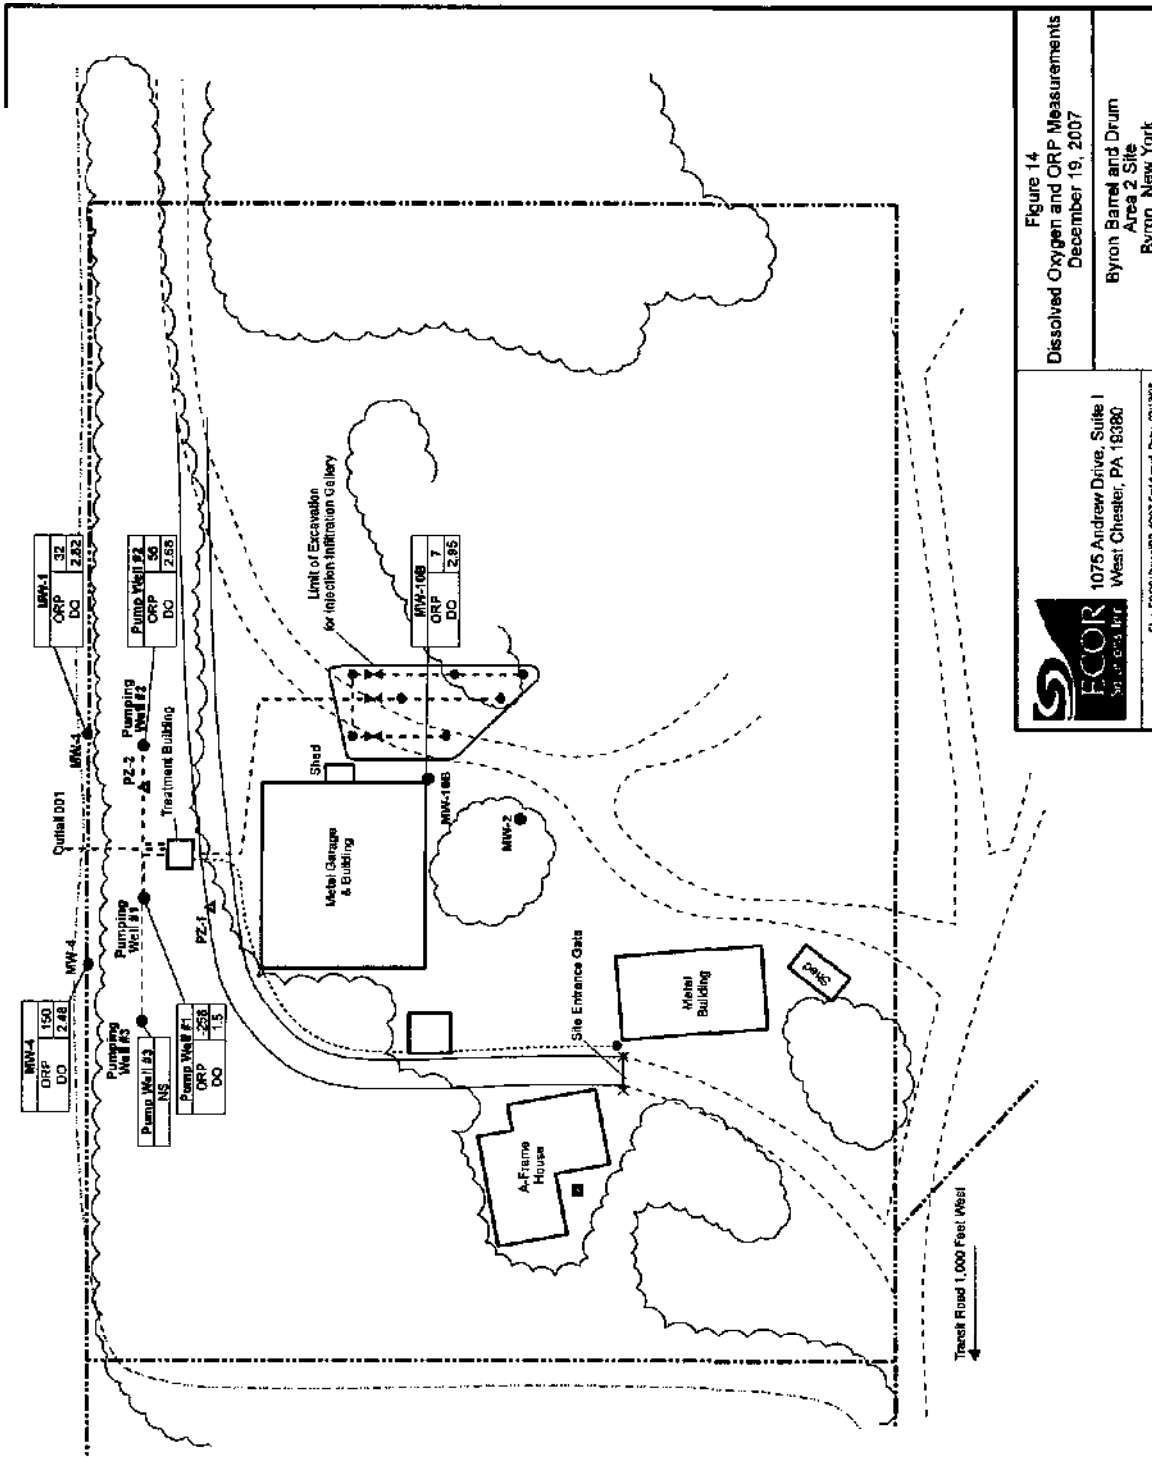 MW-4
ORP 150
DO 2.48
MW-4
Pumping
Well #3
Pump Well #3
NS
Pump Well #1
ORP -258
DO 1.5
Pumping
Well #1
Outfall 001
PZ-1
Treatment Building
PZ-2
Pumping
Well #2
MW-1
MW-1
ORP 32
DO 2.82
Pump Well #2
ORP 56
DO 2.68
Limit of Excavation
for Injection Infiltration Gallery
MW-10B
ORP 7
DO 2.95
Shed
Metal Garage
& Building
MW-10B
MW-2
Site Entrance Gate
Metal
Building
Shed
A-Frame
House
Transit Road 1,000 Feet West
ECOR
Solutions, Inc.
1075 Andrew Drive, Suite I
West Chester, PA 19380
Figure 14
Dissolved Oxygen and ORP Measurements
December 19, 2007
Byron Barrel and Drum
Area 2 Site
Byron, New York